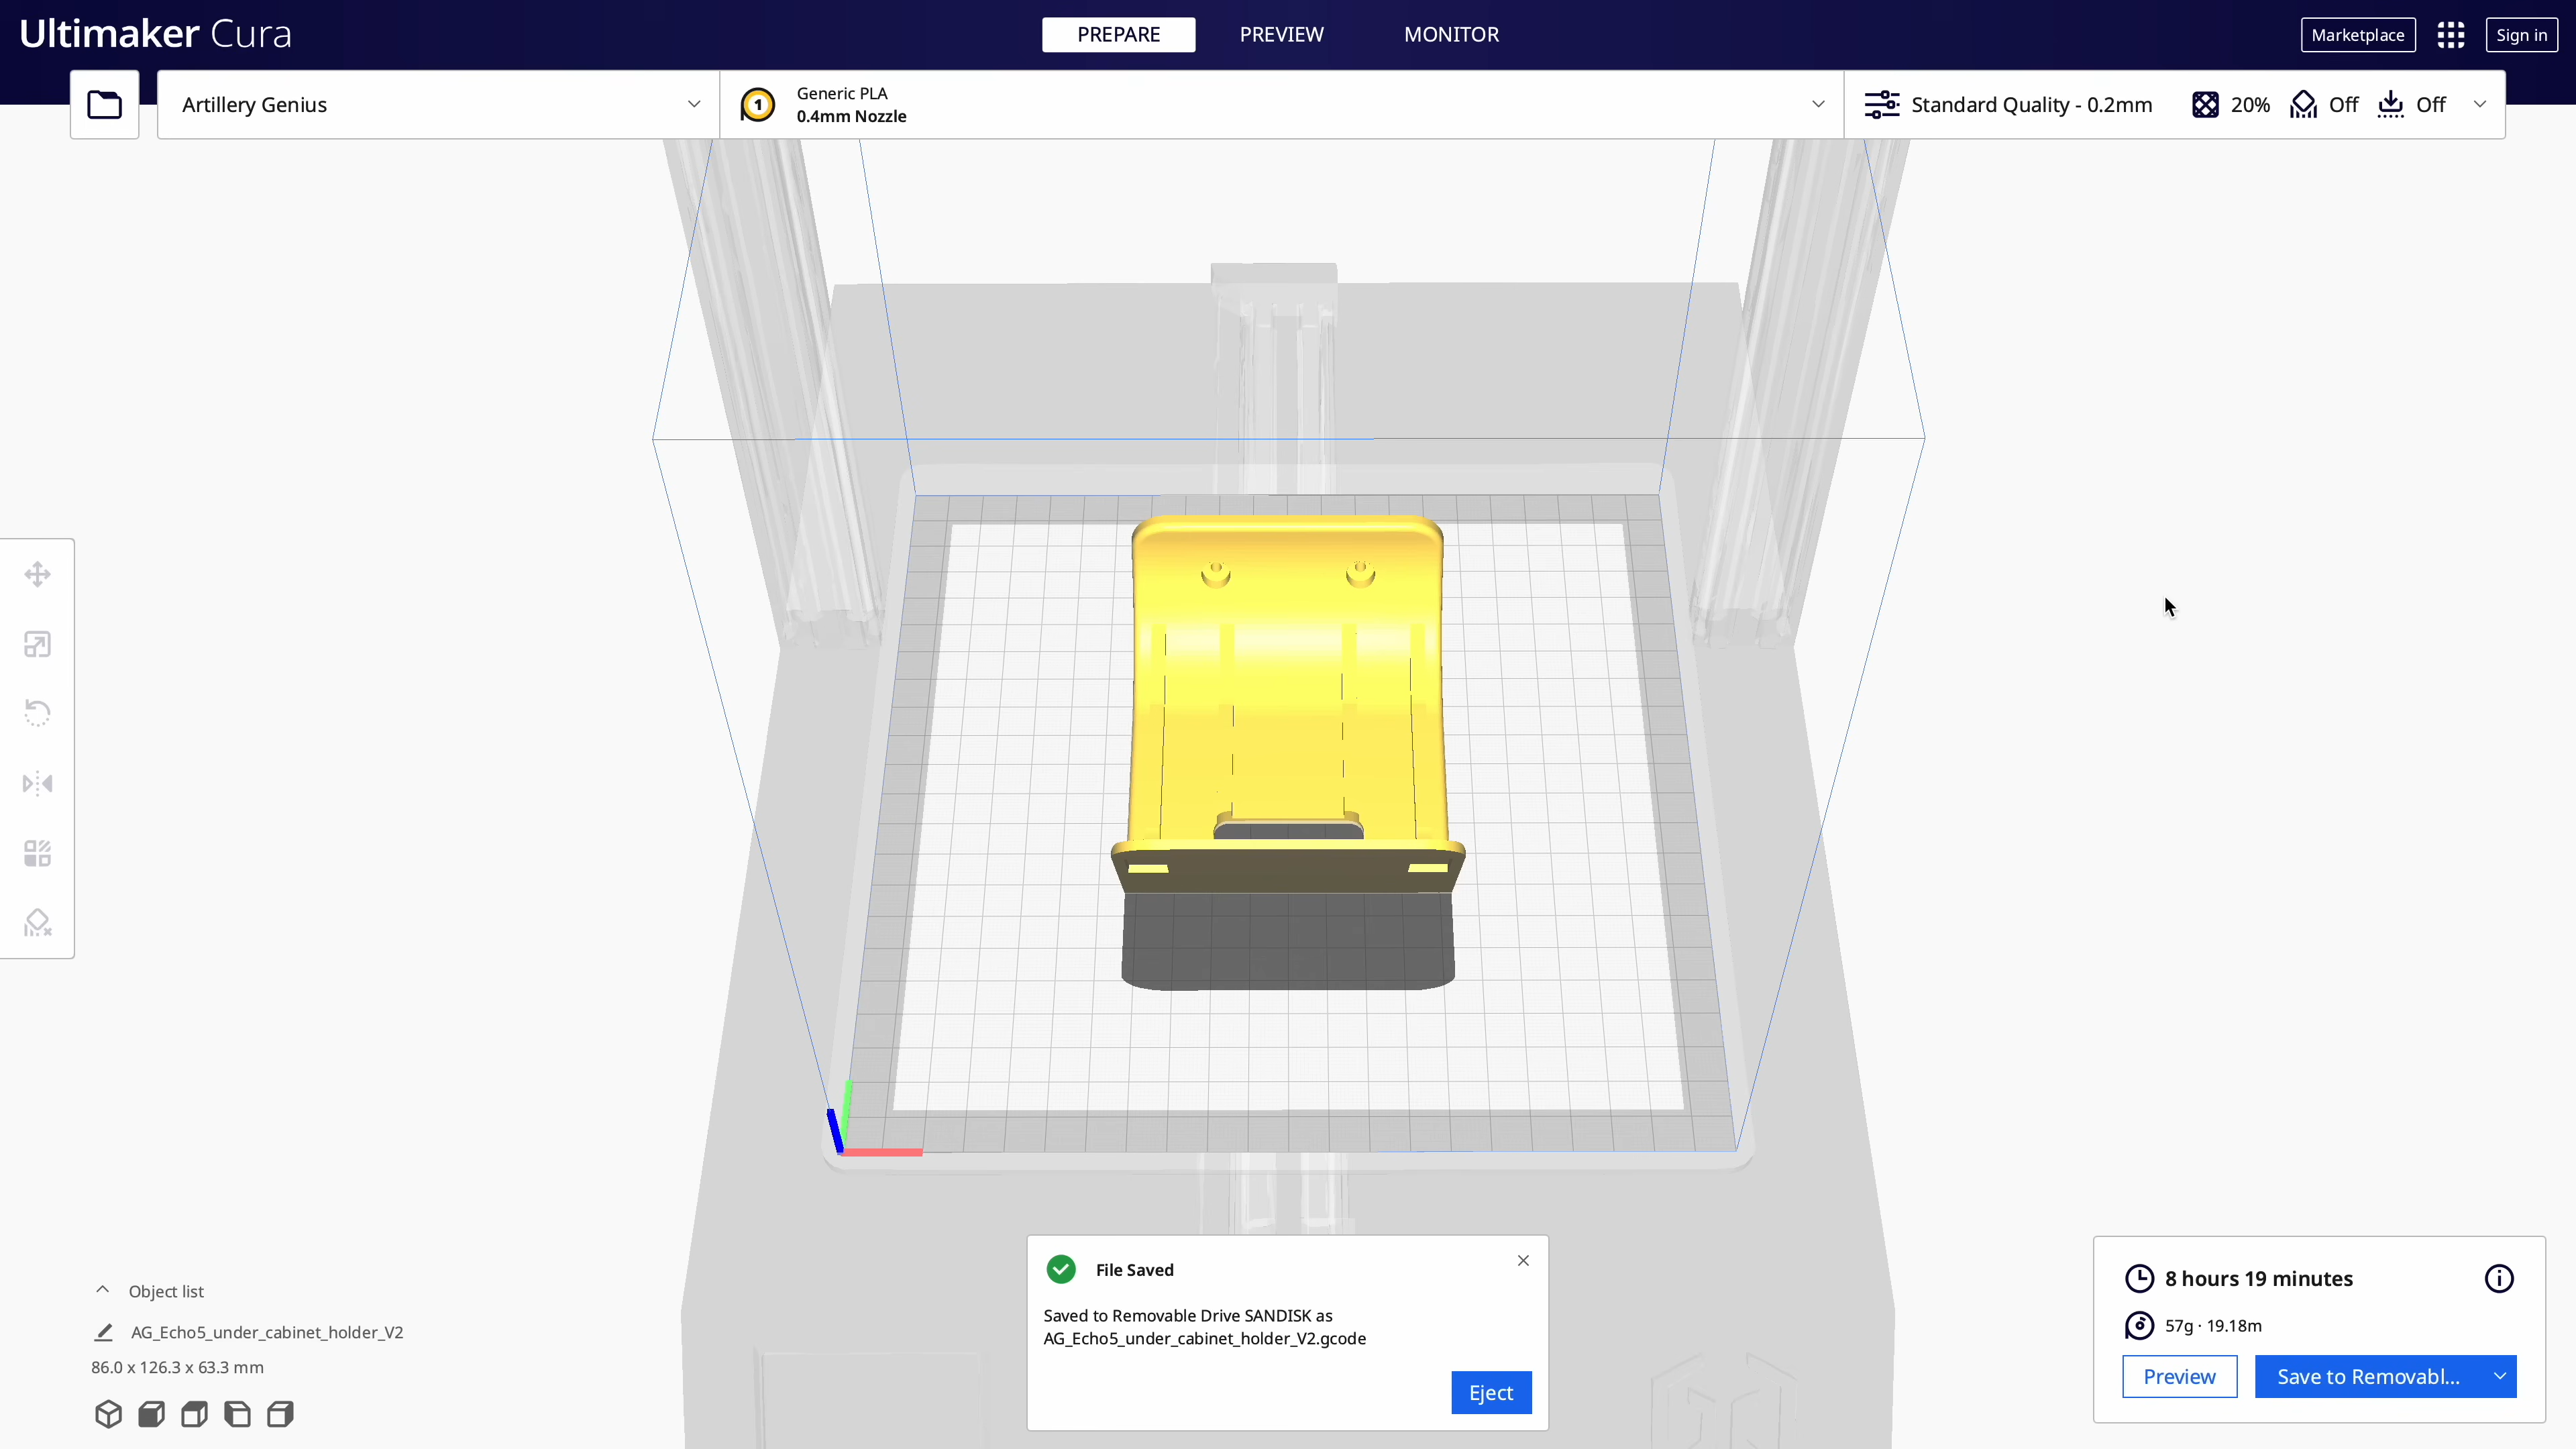 Ultimaker Cura
PREPARE
PREVIEW
MONITOR
Marketplace
Sign in
Artillery Genius
1
Generic PLA
0.4mm Nozzle
Standard Quality - 0.2mm
20%
Off
Off
Object list
AG_Echo5_under_cabinet_holder_V2
86.0 x 126.3 x 63.3 mm
File Saved
Saved to Removable Drive SANDISK as
AG_Echo5_under_cabinet_holder_V2.gcode
Eject
8 hours 19 minutes
57g · 19.18m
Preview
Save to Removabl...